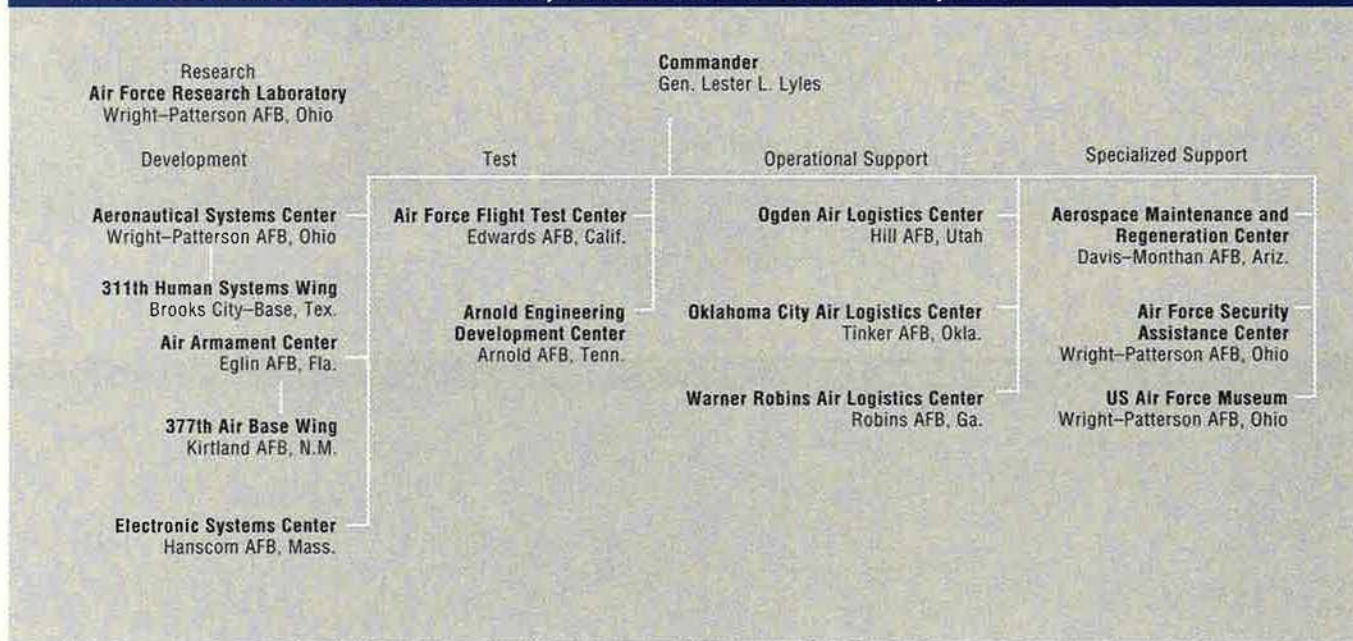 Commander
Gen. Lester L. Lyles
Research
Air Force Research Laboratory
Wright–Patterson AFB, Ohio
Development
Aeronautical Systems Center
Wright–Patterson AFB, Ohio
311th Human Systems Wing
Brooks City–Base, Tex.
Air Armament Center
Eglin AFB, Fla.
377th Air Base Wing
Kirtland AFB, N.M.
Electronic Systems Center
Hanscom AFB, Mass.
Test
Air Force Flight Test Center
Edwards AFB, Calif.
Arnold Engineering
Development Center
Arnold AFB, Tenn.
Operational Support
Ogden Air Logistics Center
Hill AFB, Utah
Oklahoma City Air Logistics Center
Tinker AFB, Okla.
Warner Robins Air Logistics Center
Robins AFB, Ga.
Specialized Support
Aerospace Maintenance and
Regeneration Center
Davis–Monthan AFB, Ariz.
Air Force Security
Assistance Center
Wright–Patterson AFB, Ohio
US Air Force Museum
Wright–Patterson AFB, Ohio